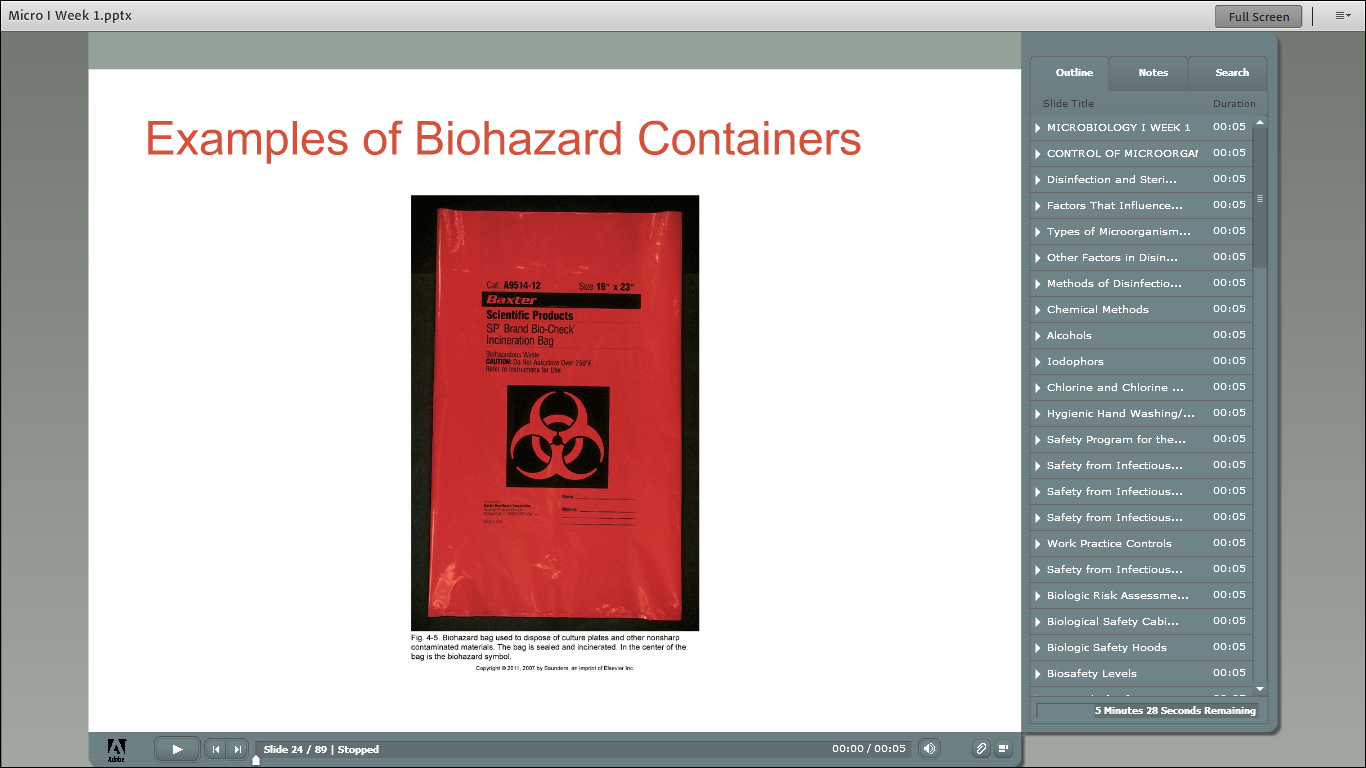 Micro I Week 1.pptx
Full Screen
Examples of Biohazard Containers
Cat. A9514-12 Size 19" x 23"
Baxter
Scientific Products
SP Brand Bio-Check
Incineration Bag
Biohazardous Waste
CAUTION: Do Not Autoclave Over 250°F.
Refer to Instructions for Use
Name:
Address:
Baxter Healthcare Corporation
Fig. 4-5. Biohazard bag used to dispose of culture plates and other nonsharp
contaminated materials. The bag is sealed and incinerated. In the center of the
bag is the biohazard symbol.
Copyright © 2011, 2007 by Saunders, an imprint of Elsevier Inc.
Outline Notes Search
Slide Title Duration
MICROBIOLOGY I WEEK 1 00:05
CONTROL OF MICROORGAN 00:05
Disinfection and Steri... 00:05
Factors That Influence... 00:05
Types of Microorganism... 00:05
Other Factors in Disin... 00:05
Methods of Disinfectio... 00:05
Chemical Methods 00:05
Alcohols 00:05
Iodophors 00:05
Chlorine and Chlorine ... 00:05
Hygienic Hand Washing/... 00:05
Safety Program for the... 00:05
Safety from Infectious... 00:05
Safety from Infectious... 00:05
Safety from Infectious... 00:05
Work Practice Controls 00:05
Safety from Infectious... 00:05
Biologic Risk Assessme... 00:05
Biological Safety Cabi... 00:05
Biologic Safety Hoods 00:05
Biosafety Levels 00:05
5 Minutes 28 Seconds Remaining
Adobe
Slide 24 / 89 | Stopped
00:00 / 00:05